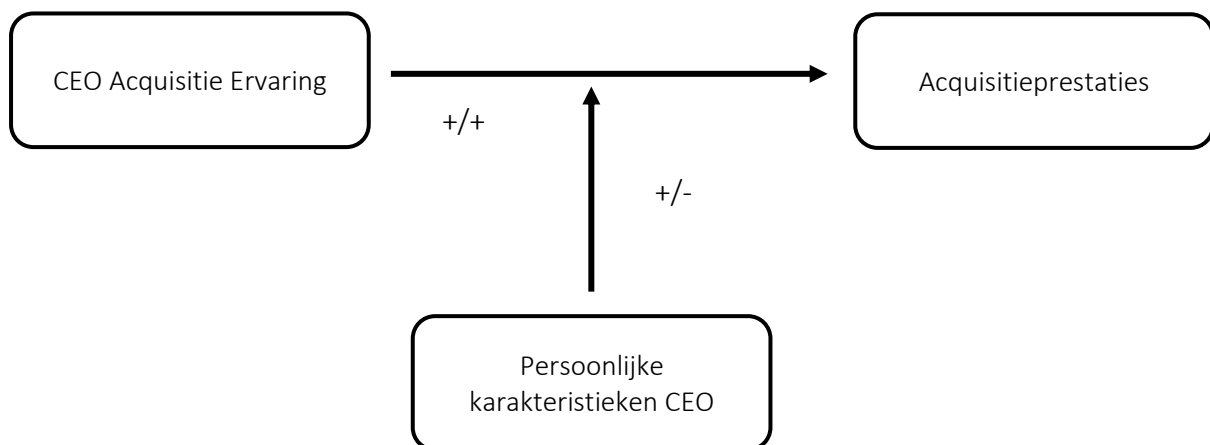 CEO Acquisitie Ervaring
Acquisitieprestaties
+/+
+/-
Persoonlijke
karakteristieken CEO